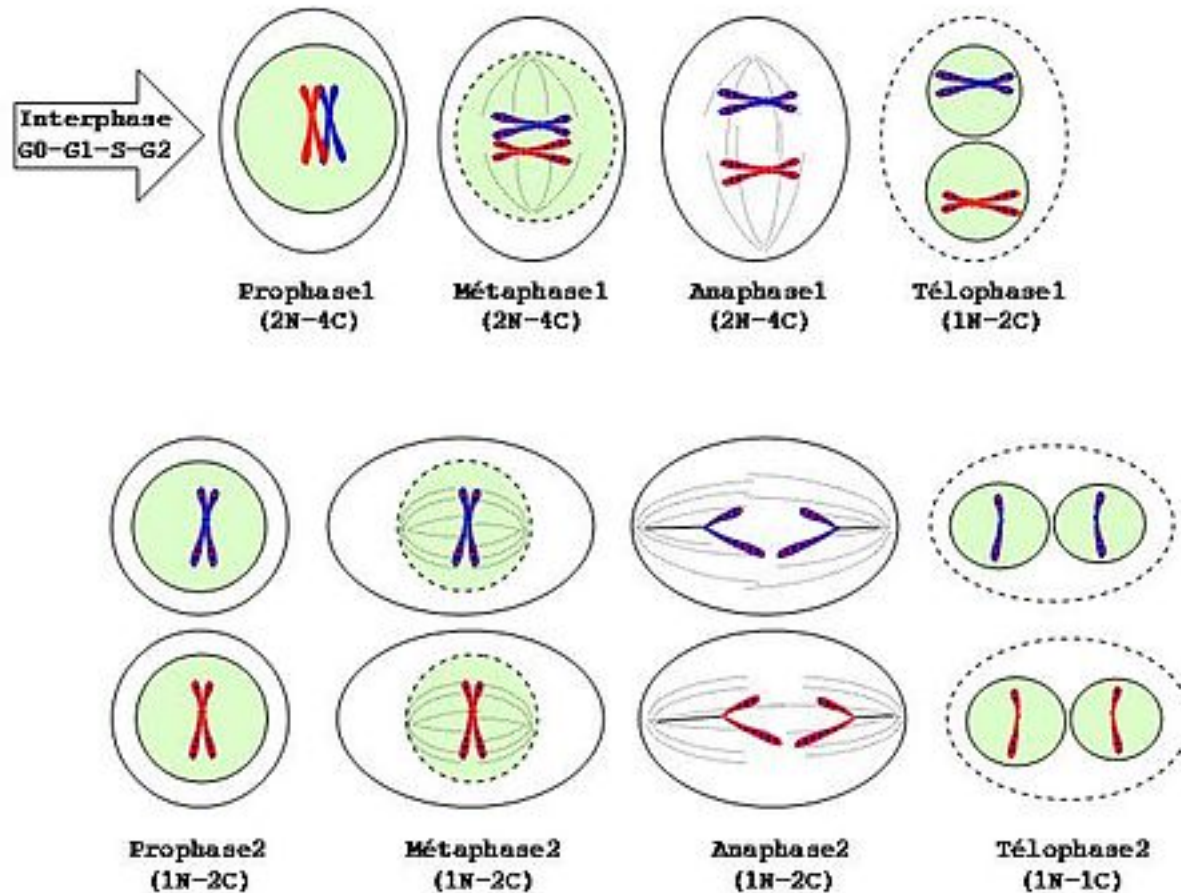 Interphase
G0-G1-S-G2
Prophase1
(2N-4C)
Métaphase1
(2N-4C)
Anaphase1
(2N-4C)
Télophase1
(1N-2C)
Prophase2
(1N-2C)
Métaphase2
(1N-2C)
Anaphase2
(1N-2C)
Télophase2
(1N-1C)